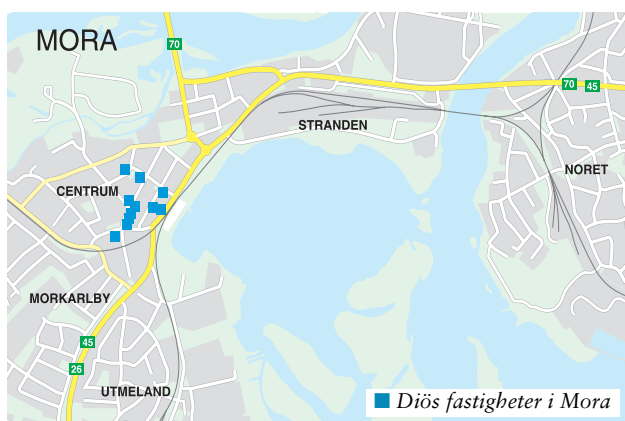 MORA
70
70
45
STRANDEN
NORET
CENTRUM
MORKARLBY
45
26
UTMELAND
Diös fastigheter i Mora